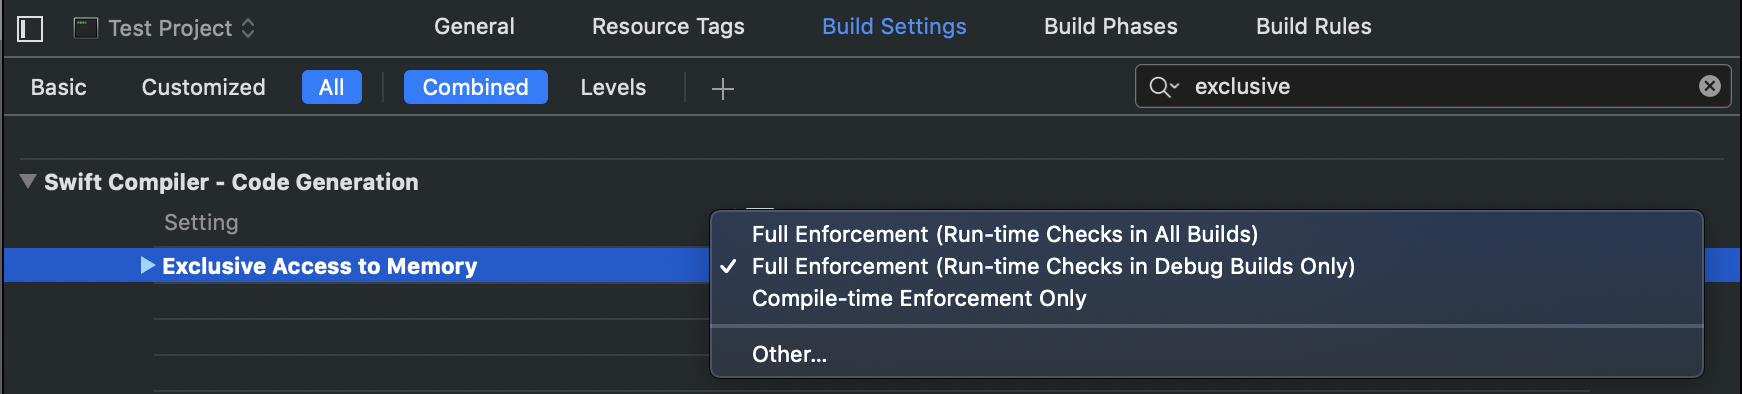 Test Project General Resource Tags Build Settings Build Phases Build Rules
Basic Customized All Combined Levels exclusive
Swift Compiler - Code Generation
Setting
Full Enforcement (Run-time Checks in All Builds)
Exclusive Access to Memory ✓ Full Enforcement (Run-time Checks in Debug Builds Only)
Compile-time Enforcement Only
Other...